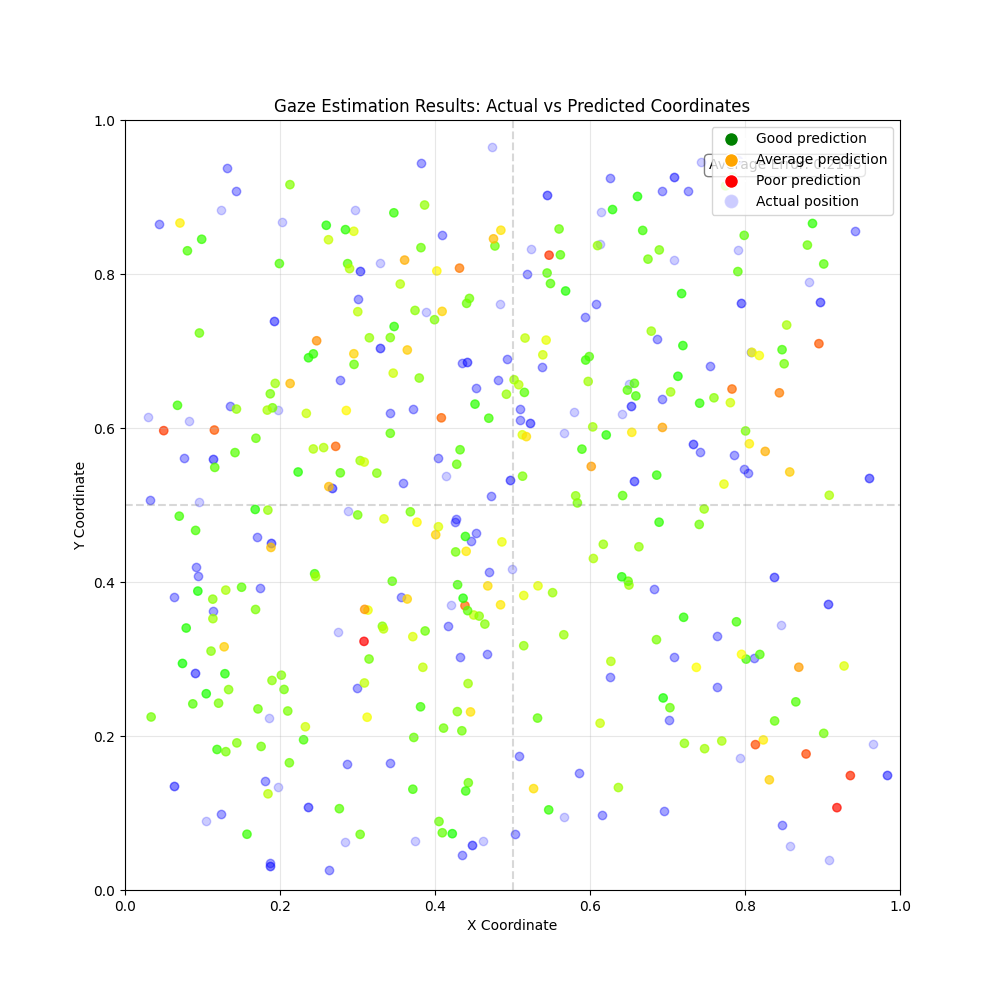 Gaze Estimation Results: Actual vs Predicted Coordinates
Y Coordinate
1.0
0.8
0.6
0.4
0.2
0.0
Good prediction
Average prediction
Poor prediction
Actual position
0.0 0.2 0.4 0.6 0.8 1.0
X Coordinate